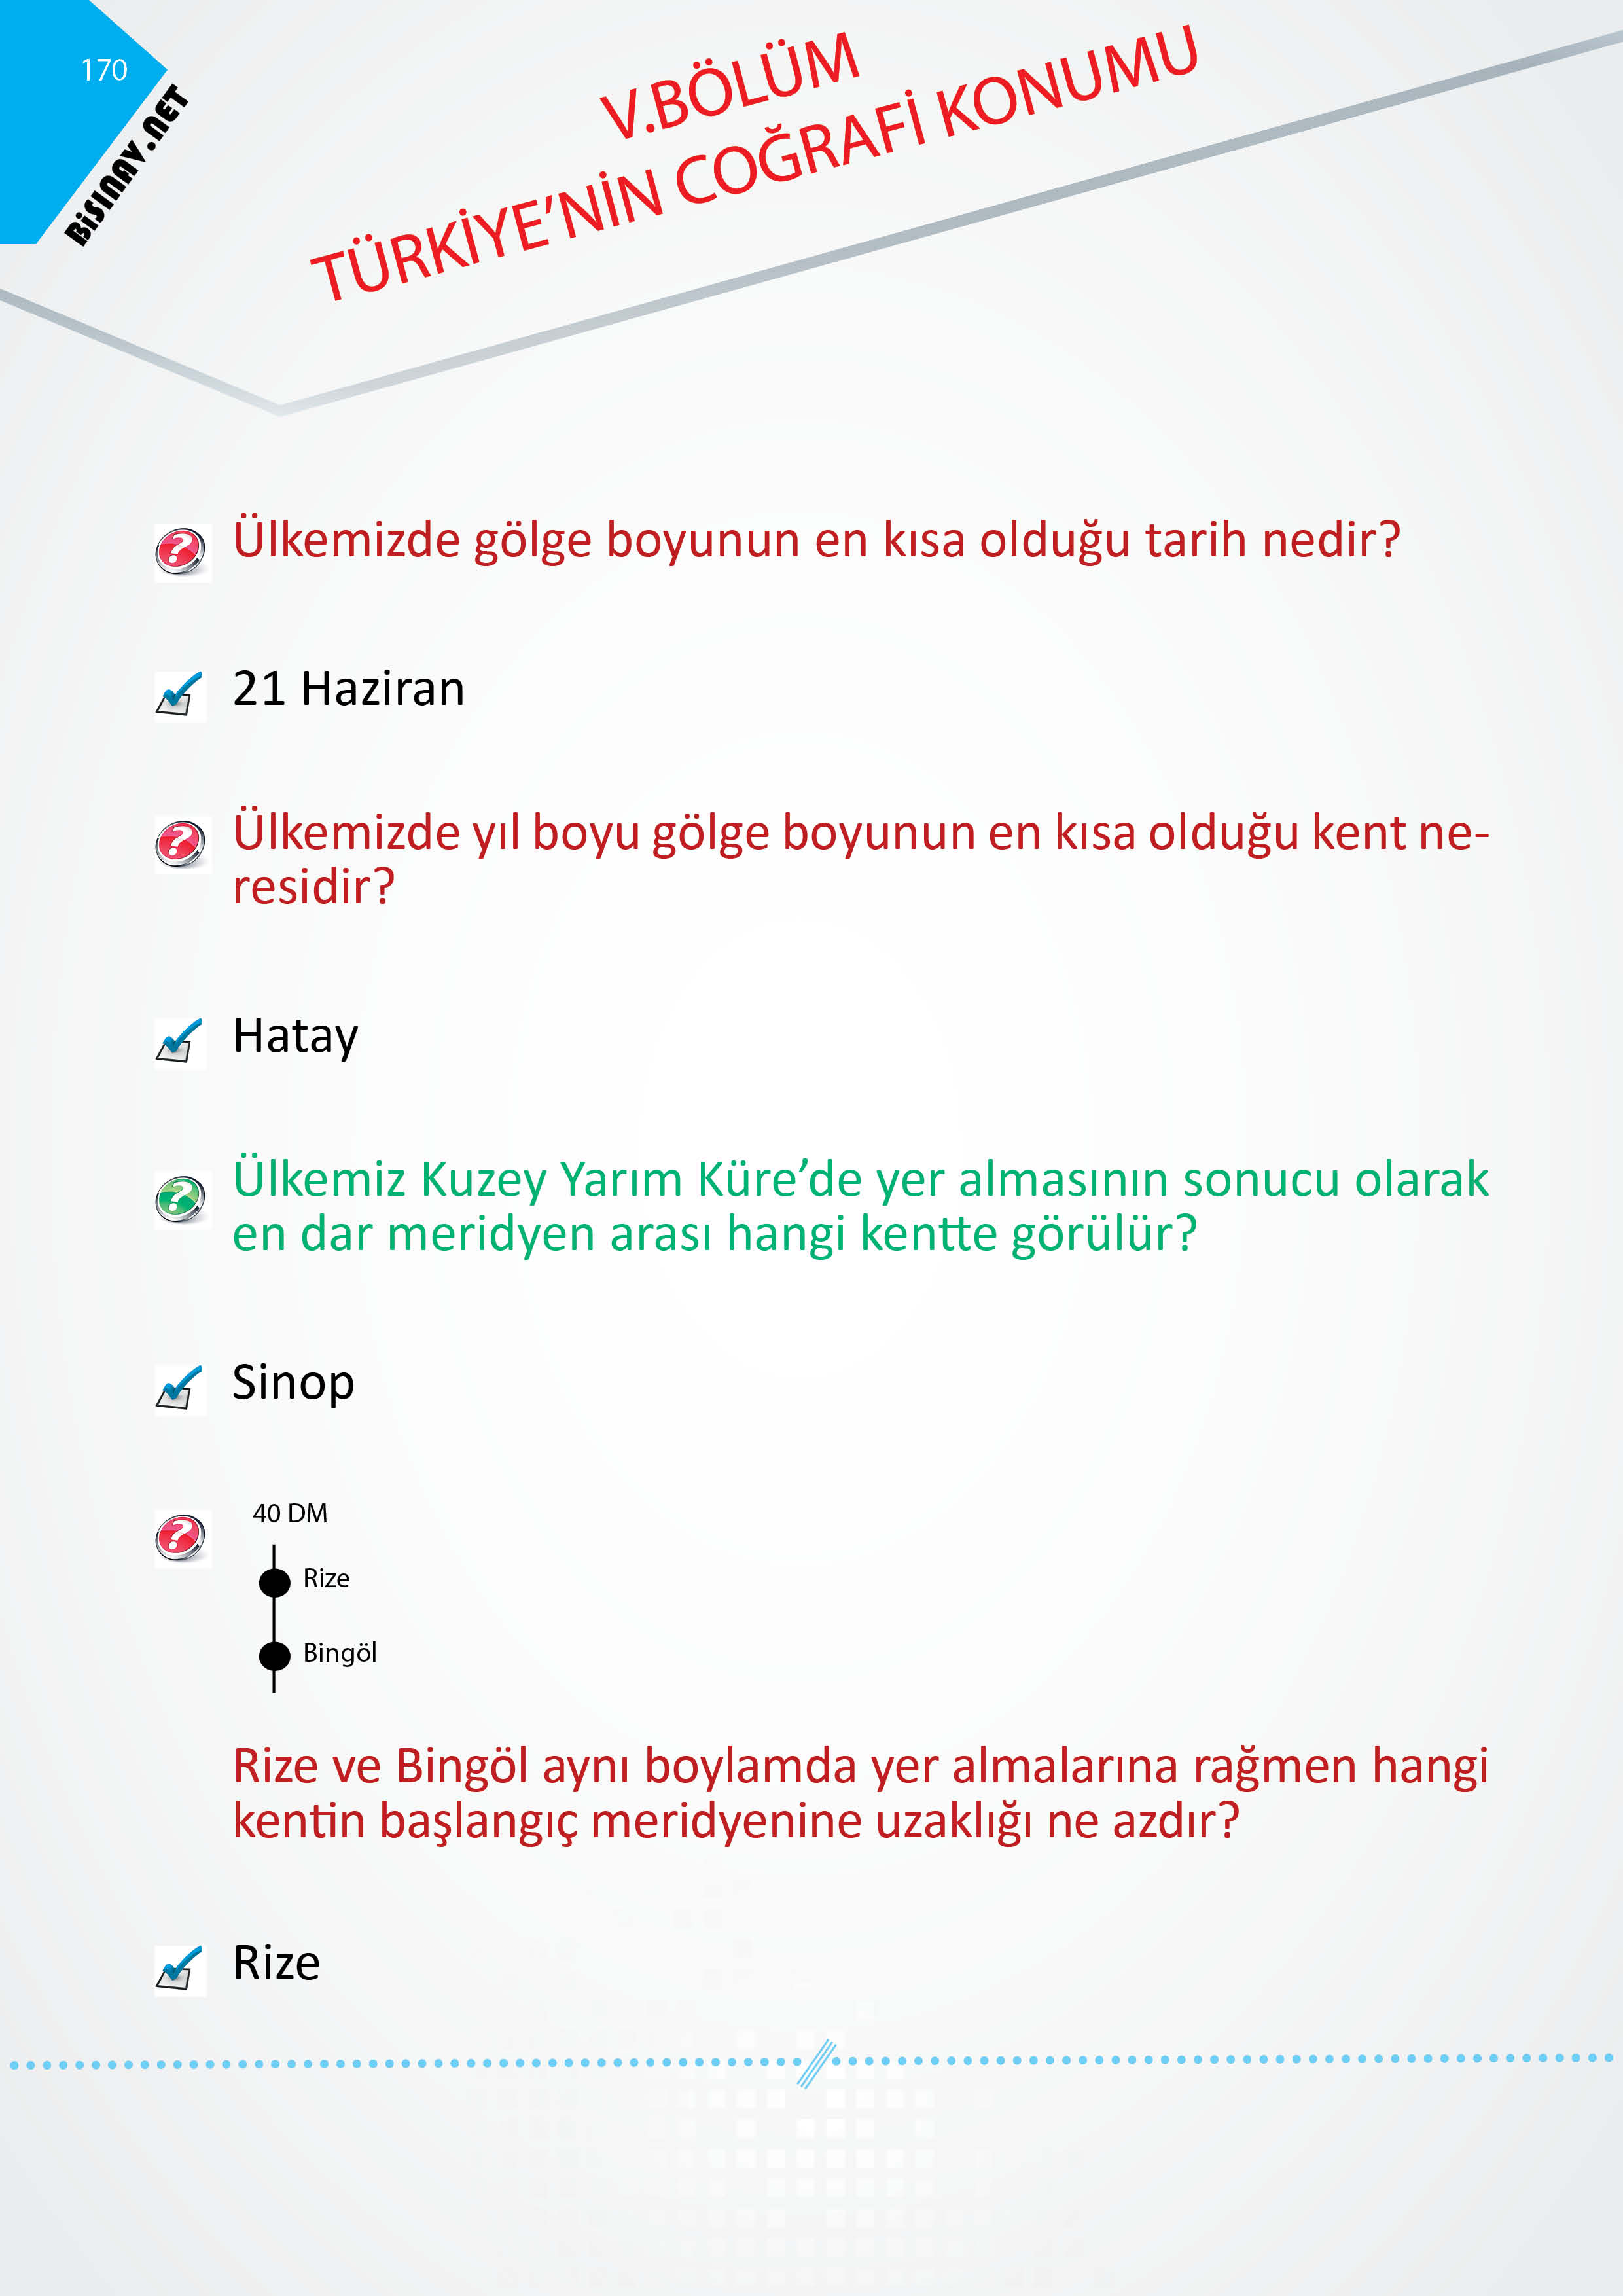 170
BiSINAV.NET
V.BÖLÜM
TÜRKİYE’NİN COĞRAFİ KONUMU
Ülkemizde gölge boyunun en kısa olduğu tarih nedir?
21 Haziran
Ülkemizde yıl boyu gölge boyunun en kısa olduğu kent ne-
residir?
Hatay
Ülkemiz Kuzey Yarım Küre’de yer almasının sonucu olarak
en dar meridyen arası hangi kentte görülür?
Sinop
40 DM
Rize
Bingöl
Rize ve Bingöl aynı boylamda yer almalarına rağmen hangi
kentin başlangıç meridyenine uzaklığı ne azdır?
Rize